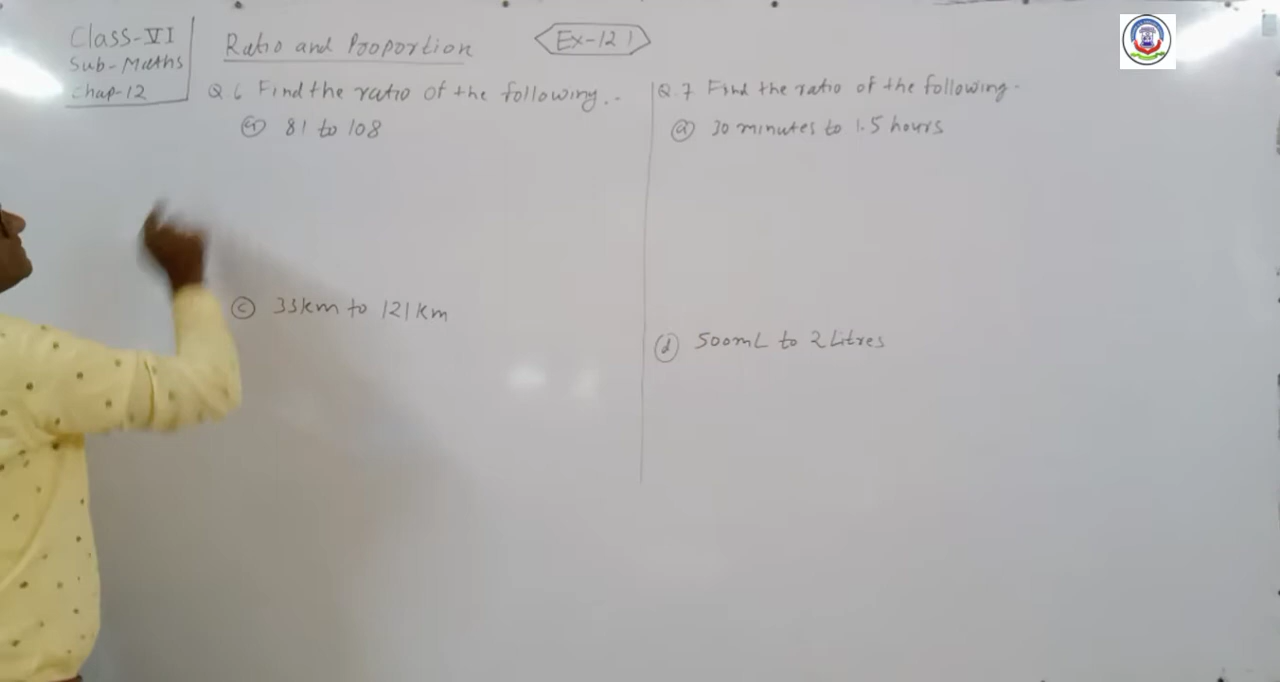 Class-VI
Sub-Maths
Chap-12
Ratio and Proportion
Ex-12.1
Q.6 Find the ratio of the following.-
(a) 81 to 108
(c) 33km to 121km
Q.7 Find the ratio of the following.
(a) 30 minutes to 1.5 hours
(d) 500mL to 2 Litres